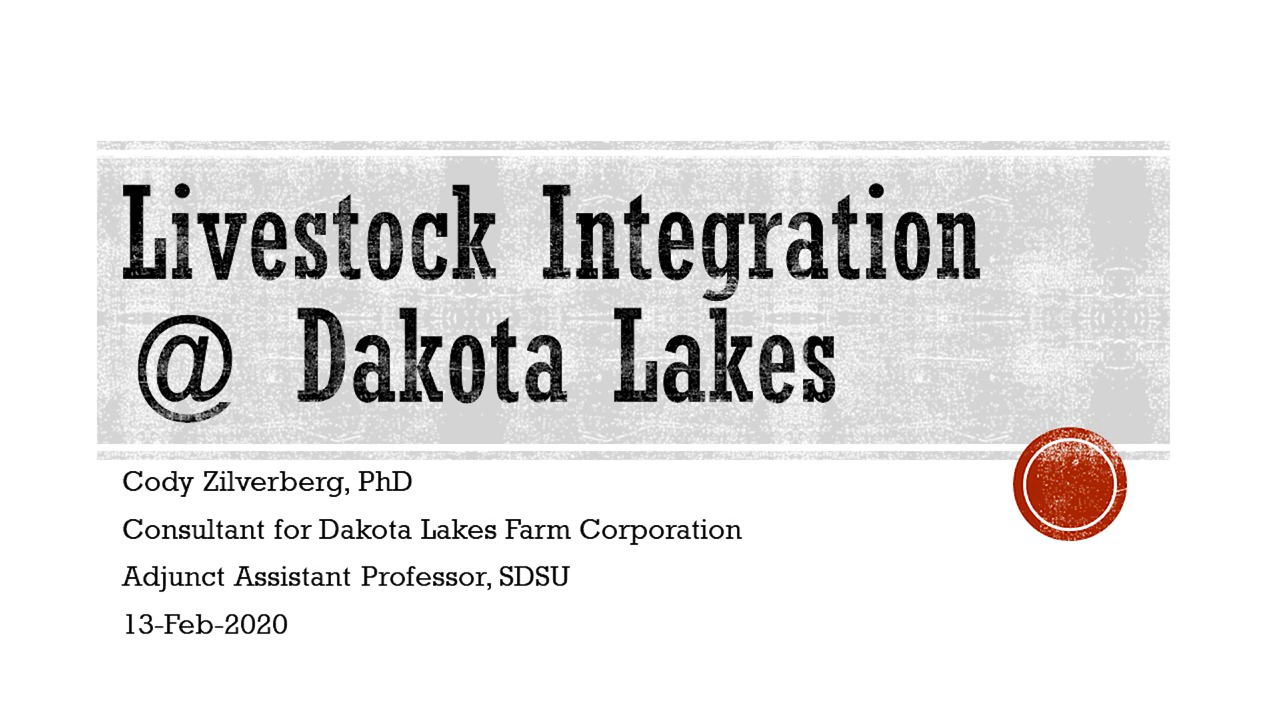 Livestock Integration
@ Dakota Lakes
Cody Zilverberg, PhD
Consultant for Dakota Lakes Farm Corporation
Adjunct Assistant Professor, SDSU
13-Feb-2020